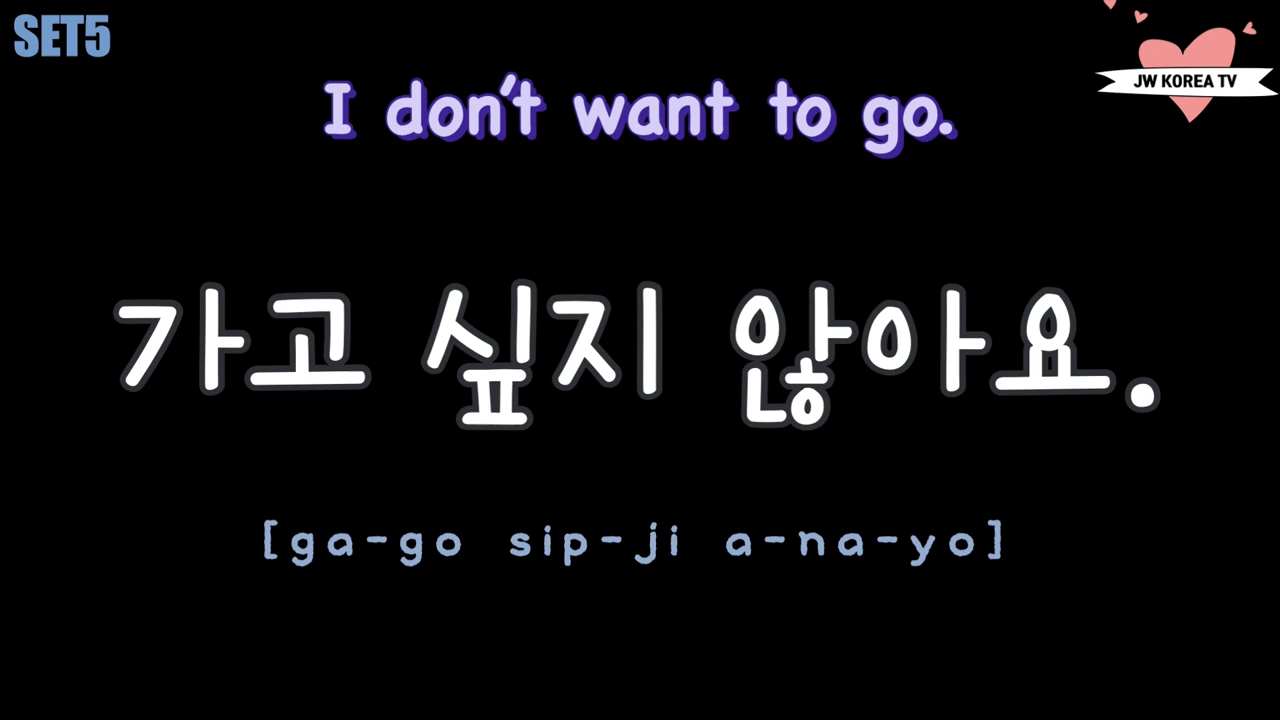 SET5
JW KOREA TV
I don't want to go.
가고 싶지 않아요.
[ga-go sip-ji a-na-yo]